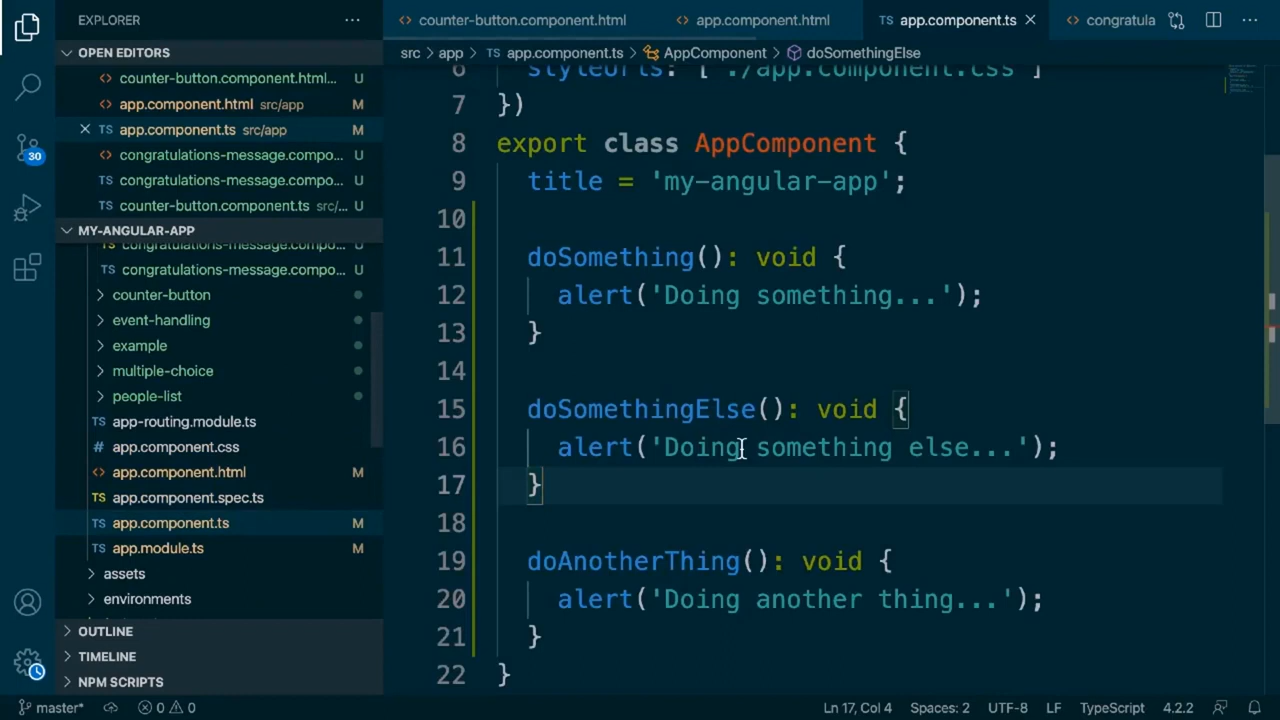 EXPLORER
OPEN EDITORS
counter-button.component.html...
app.component.html src/app M
TS app.component.ts src/app M
congratulations-message.compo... U
TS congratulations-message.compo... U
TS counter-button.component.ts src/... U
MY-ANGULAR-APP
congratulations-message.compo... U
TS congratulations-message.compo... U
counter-button
event-handling
example
multiple-choice
people-list
TS app-routing.module.ts
# app.component.css
app.component.html M
TS app.component.spec.ts
TS app.component.ts M
TS app.module.ts M
assets
environments
OUTLINE
TIMELINE
NPM SCRIPTS
30
counter-button.component.html
app.component.html
TS app.component.ts
congratula
src > app > TS app.component.ts > AppComponent > doSomethingElse
6 styleUrls: ['./app.component.css']
7 })
8 export class AppComponent {
9 title = 'my-angular-app';
10
11 doSomething(): void {
12 alert('Doing something...');
13 }
14
15 doSomethingElse(): void {
16 alert('Doing something else...');
17 }
18
19 doAnotherThing(): void {
20 alert('Doing another thing...');
21 }
22 }
master* 0 0 Ln 17, Col 4 Spaces: 2 UTF-8 LF TypeScript 4.2.2